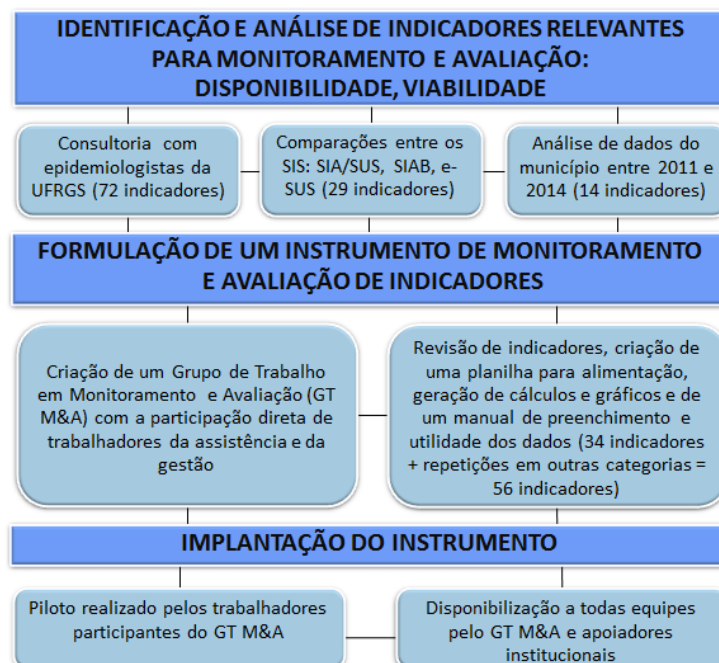 IDENTIFICAÇÃO E ANÁLISE DE INDICADORES RELEVANTES
PARA MONITORAMENTO E AVALIAÇÃO:
DISPONIBILIDADE, VIABILIDADE
Consultoria com
epidemiologistas da
UFRGS (72 indicadores)
Comparações entre os
SIS: SIA/SUS, SIAB, e-
SUS (29 indicadores)
Análise de dados do
município entre 2011 e
2014 (14 indicadores)
FORMULAÇÃO DE UM INSTRUMENTO DE MONITORAMENTO
E AVALIAÇÃO DE INDICADORES
Criação de um Grupo de Trabalho
em Monitoramento e Avaliação (GT
M&A) com a participação direta de
trabalhadores da assistência e da
gestão
Revisão de indicadores, criação de
uma planilha para alimentação,
geração de cálculos e gráficos e de
um manual de preenchimento e
utilidade dos dados (34 indicadores
+ repetições em outras categorias =
56 indicadores)
IMPLANTAÇÃO DO INSTRUMENTO
Piloto realizado pelos trabalhadores
participantes do GT M&A
Disponibilização a todas equipes
pelo GT M&A e apoiadores
institucionais